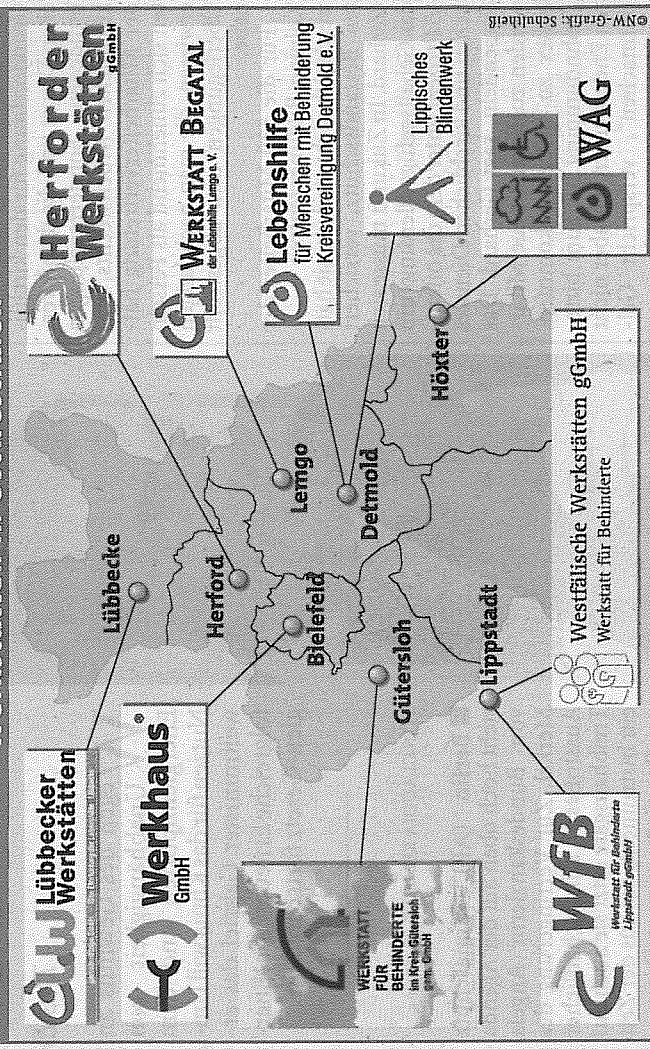 Lübbecker
Werkstätten
Lübbecke
Herforder
Werkstätten
gGmbH
Werkhaus®
GmbH
Herford
WERKSTATT BEGATAL
der Lebenshilfe Lemgo e. V.
Bielefeld
Lemgo
WERKSTATT
FÜR
BEHINDERTE
im Kreis Gütersloh
gem. GmbH
Lebenshilfe
für Menschen mit Behinderung
Kreisvereinigung Detmold e.V.
Detmold
Gütersloh
Lippisches
Blindenwerk
Höxter
Lippstadt
WfB
Werkstatt für Behinderte
Lippstadt gGmbH
Westfälische Werkstätten gGmbH
Werkstatt für Behinderte
WAG
©NW-Grafik: Schultheiß